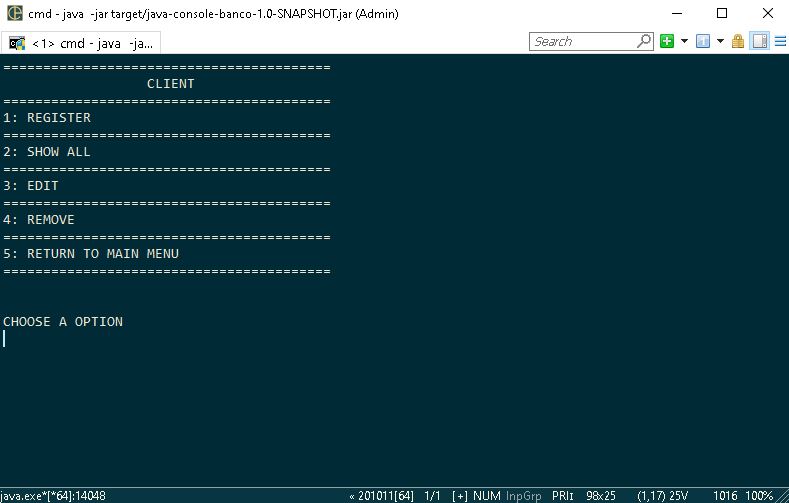 cmd - java  -jar target/java-console-banco-1.0-SNAPSHOT.jar (Admin)
<1> cmd - java  -ja...
Search
=========================================
CLIENT
=========================================
1: REGISTER
=========================================
2: SHOW ALL
=========================================
3: EDIT
=========================================
4: REMOVE
=========================================
5: RETURN TO MAIN MENU
=========================================
CHOOSE A OPTION
java.exe*[*64]:14048 « 201011[64] 1/1 [+] NUM InpGrp PRI↕ 98x25 (1,17) 25V 1016 100%